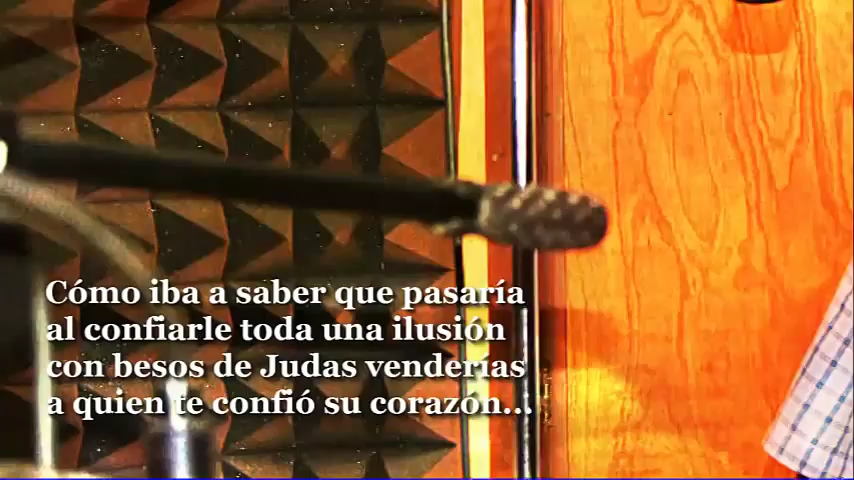 Cómo iba a saber que pasaría
al confiarle toda una ilusión
con besos de Judas venderías
a quien te confió su corazón...